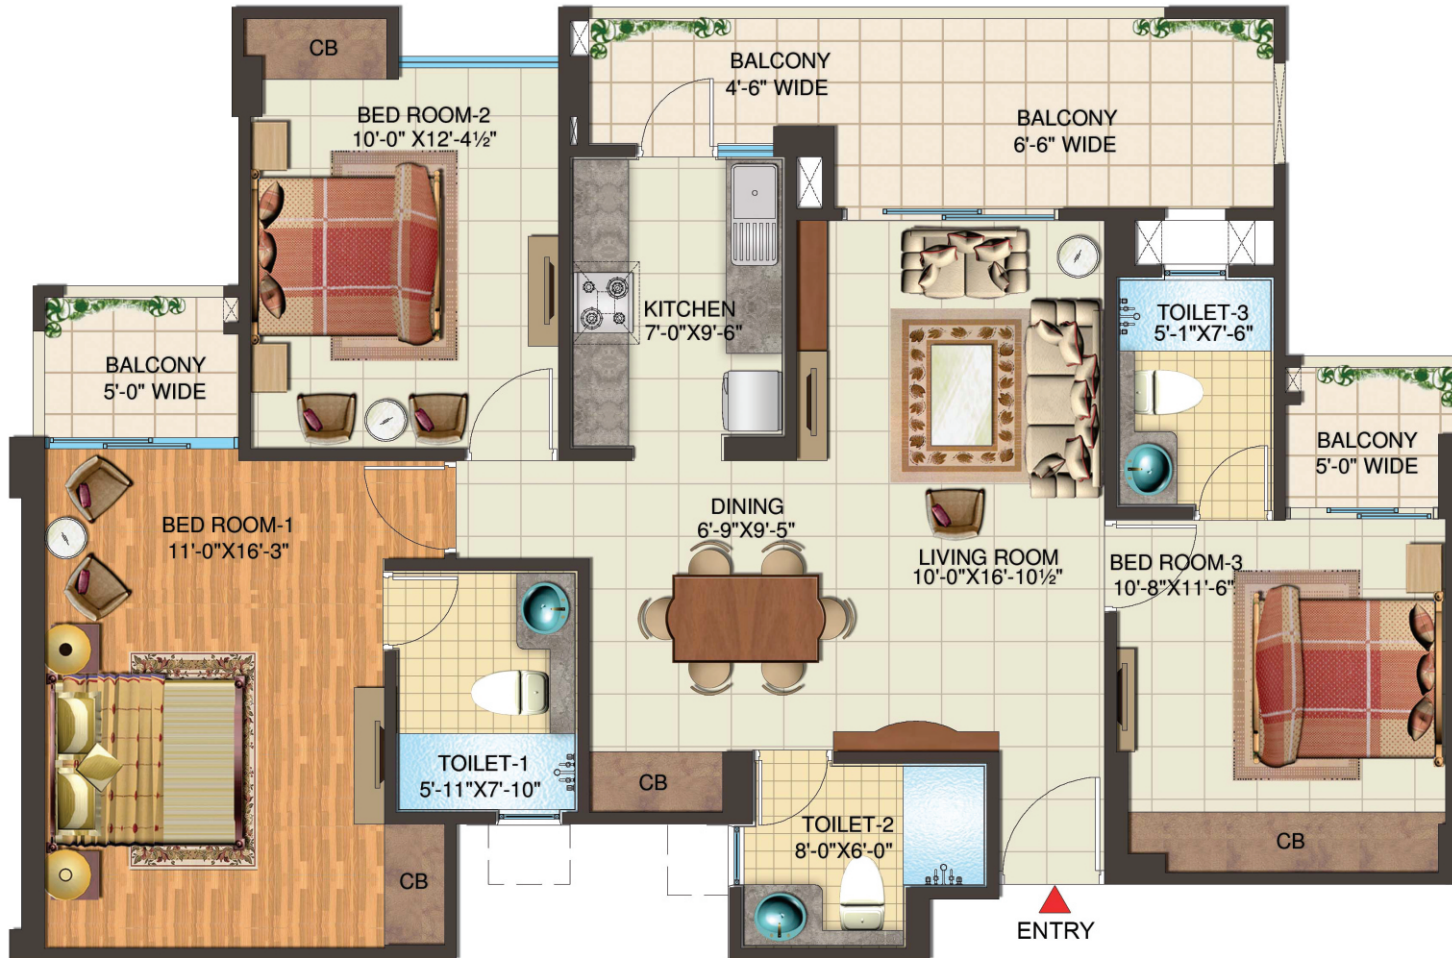 CB
BED ROOM-2
10'-0" X12'-4½"
BALCONY
4'-6" WIDE
BALCONY
6'-6" WIDE
BALCONY
5'-0" WIDE
KITCHEN
7'-0"X9'-6"
TOILET-3
5'-1"X7'-6"
BALCONY
5'-0" WIDE
BED ROOM-1
11'-0"X16'-3"
DINING
6'-9"X9'-5"
LIVING ROOM
10'-0"X16'-10½"
BED ROOM-3
10'-8"X11'-6"
TOILET-1
5'-11"X7'-10"
CB
TOILET-2
8'-0"X6'-0"
CB
CB
ENTRY